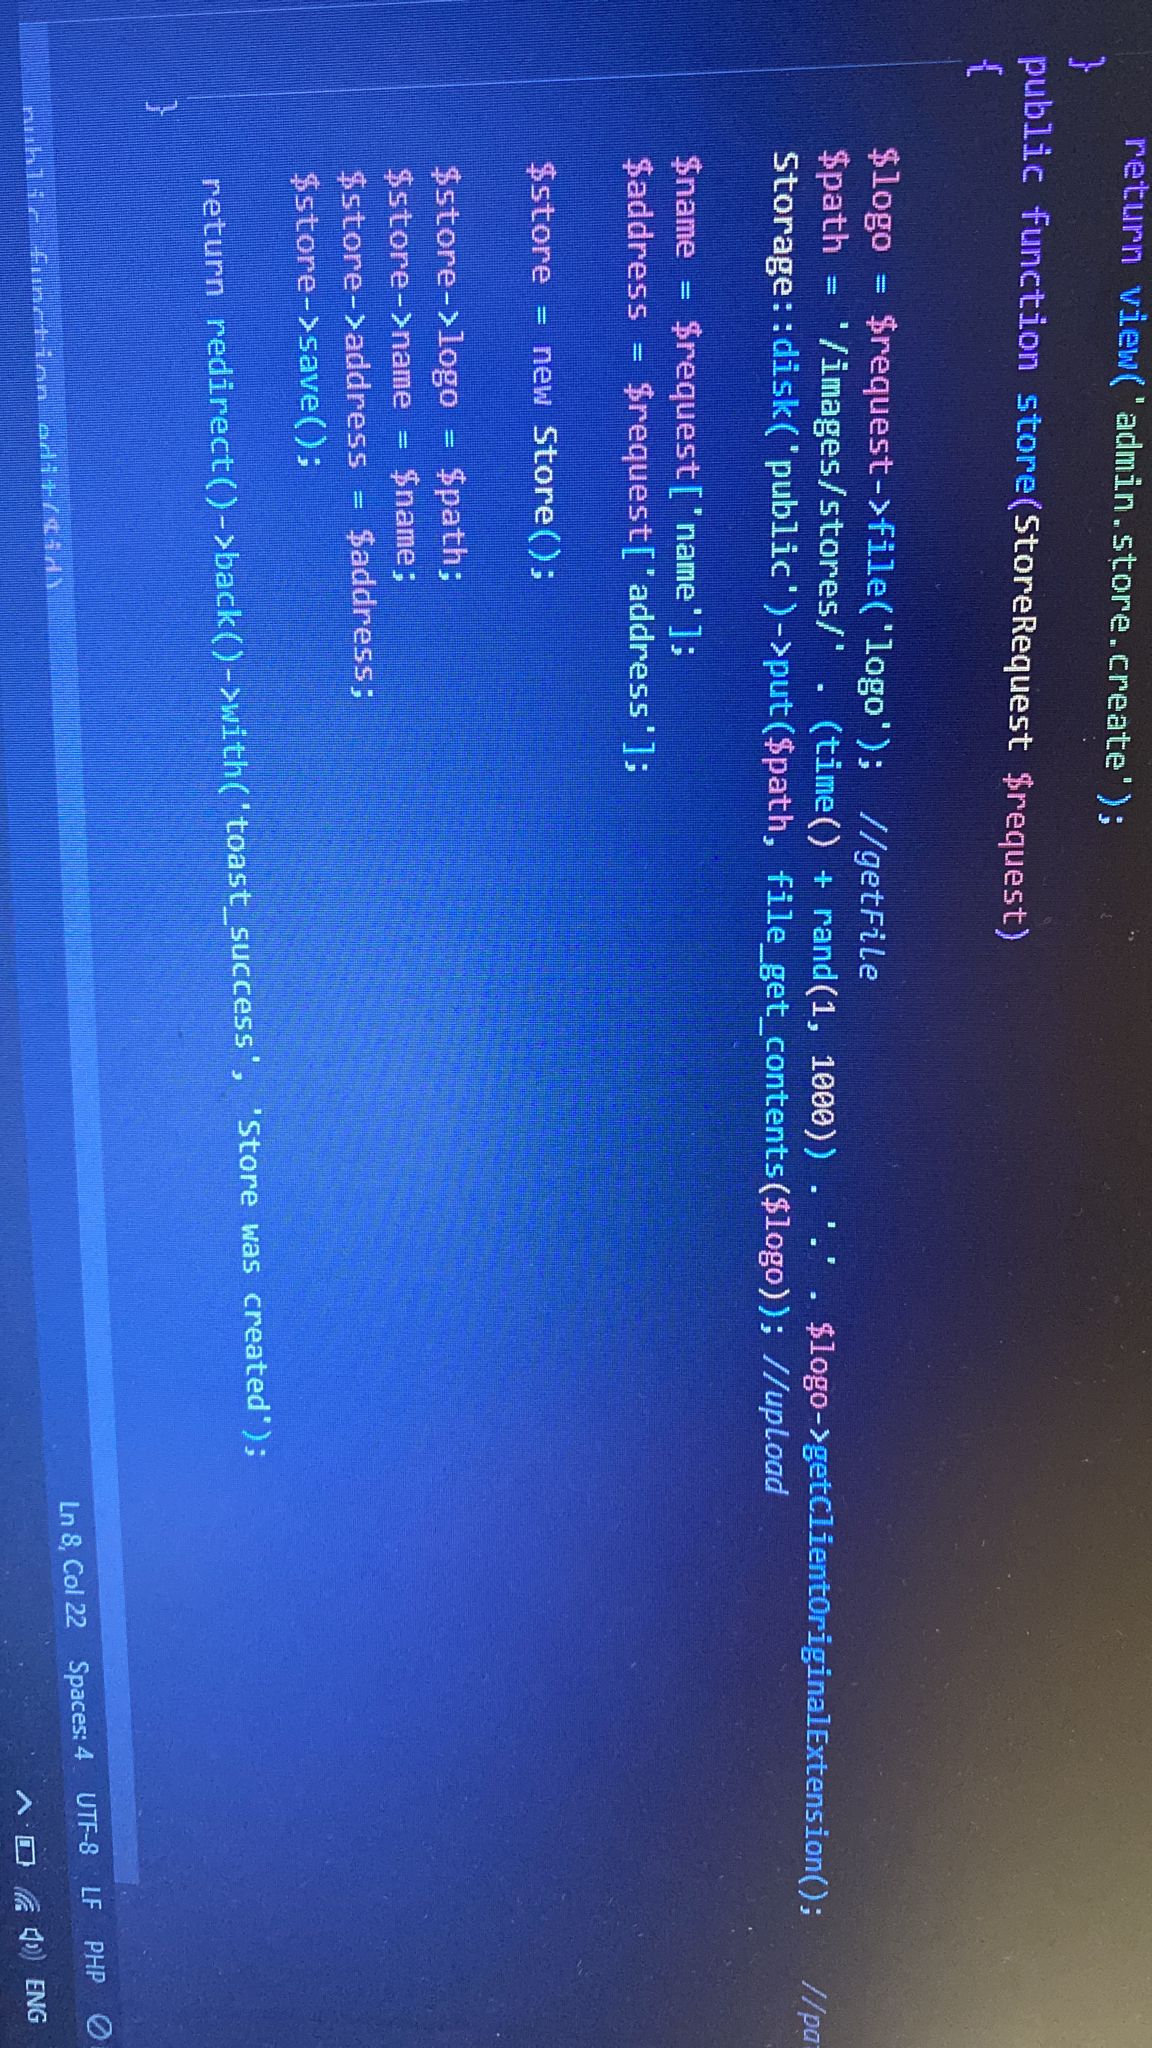 return view('admin.store.create');
}
public function store(StoreRequest $request)
{
$logo = $request->file('logo'); //getFile
$path = '/images/stores/' . (time() + rand(1, 1000)) . '.' . $logo->getClientOriginalExtension(); //pa
Storage::disk('public')->put($path, file_get_contents($logo)); //upload
$name = $request['name'];
$address = $request['address'];
$store = new Store();
$store->logo = $path;
$store->name = $name;
$store->address = $address;
$store->save();
return redirect()->back()->with('toast_success', 'Store was created');
}
public function edit($id)
Ln 8, Col 22 Spaces: 4 UTF-8 LF PHP
ENG